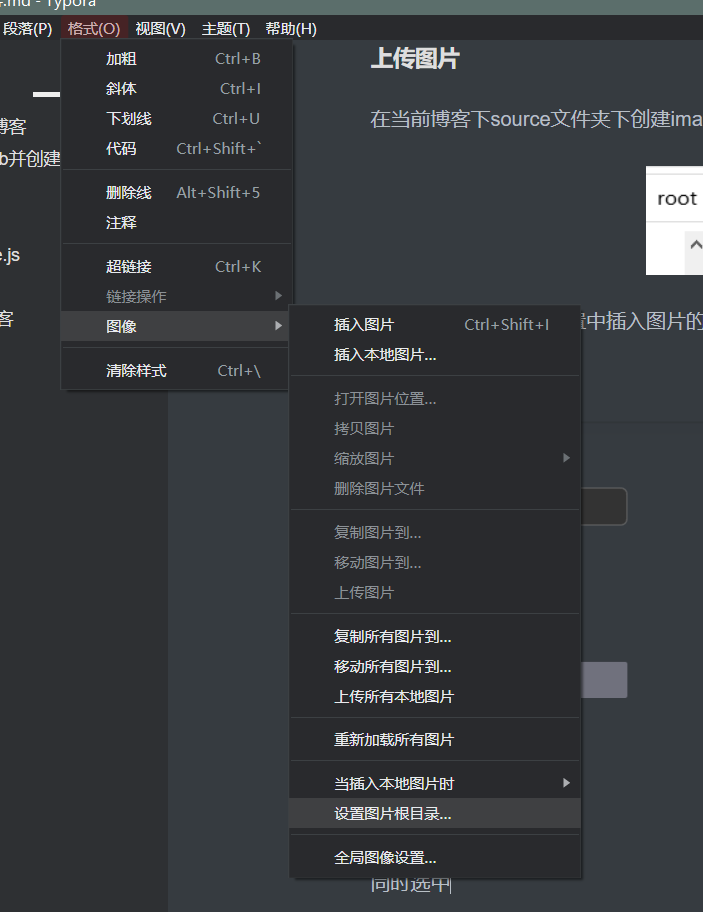 .md - Typora
段落(P) 格式(O) 视图(V) 主题(T) 帮助(H)
加粗 Ctrl+B
斜体 Ctrl+I
下划线 Ctrl+U
代码 Ctrl+Shift+`
删除线 Alt+Shift+5
注释
超链接 Ctrl+K
链接操作
图像
清除样式 Ctrl+\
插入图片 Ctrl+Shift+I
插入本地图片...
打开图片位置...
拷贝图片
缩放图片
删除图片文件
复制图片到...
移动图片到...
上传图片
复制所有图片到...
移动所有图片到...
上传所有本地图片
重新加载所有图片
当插入本地图片时
设置图片根目录...
全局图像设置...
博客
b并创建
e.js
客
上传图片
在当前博客下source文件夹下创建ima
root
置中插入图片的
同时选中